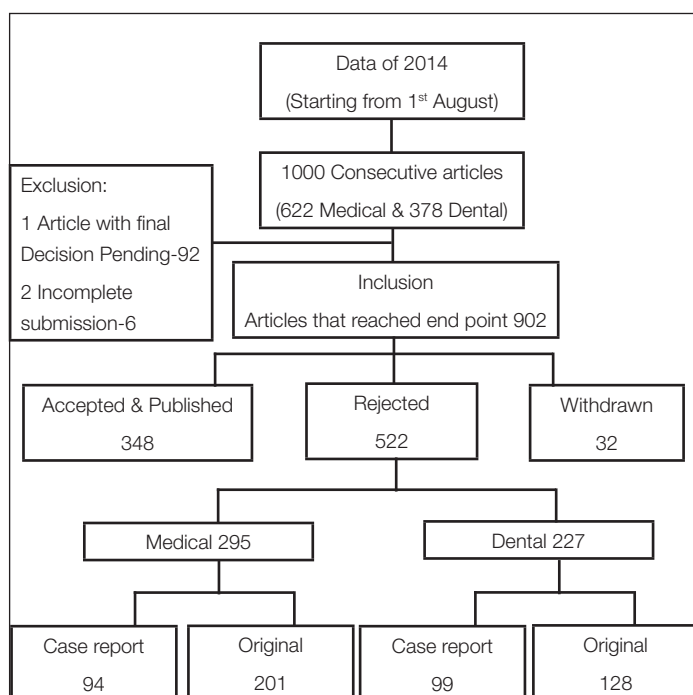 Data of 2014
(Starting from 1st August)
1000 Consecutive articles
(622 Medical & 378 Dental)
Exclusion:
1 Article with final
Decision Pending-92
2 Incomplete
submission-6
Inclusion
Articles that reached end point 902
Accepted & Published
348
Rejected
522
Withdrawn
32
Medical 295
Dental 227
Case report
94
Original
201
Case report
99
Original
128